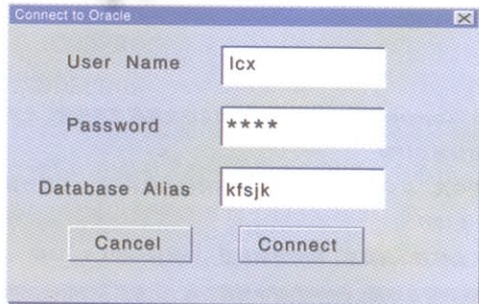 Connect to Oracle
User Name lcx
Password ****
Database Alias kfsjk
Cancel Connect